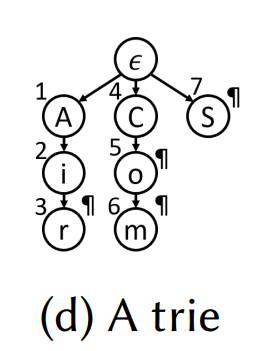 ϵ
1 4 7 ¶
A C S
2 5 ¶
i o
3 ¶ 6 ¶
r m
(d) A trie